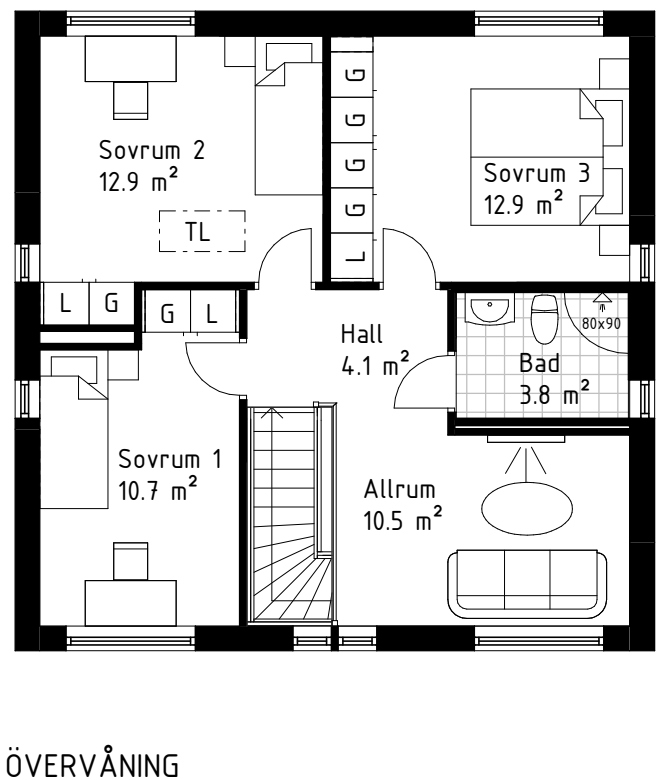 G
G
G
G
L
Sovrum 2
12.9 m²
Sovrum 3
12.9 m²
TL
L G
G L
80x90
Hall
4.1 m²
Bad
3.8 m²
Sovrum 1
10.7 m²
Allrum
10.5 m²
ÖVERVÅNING